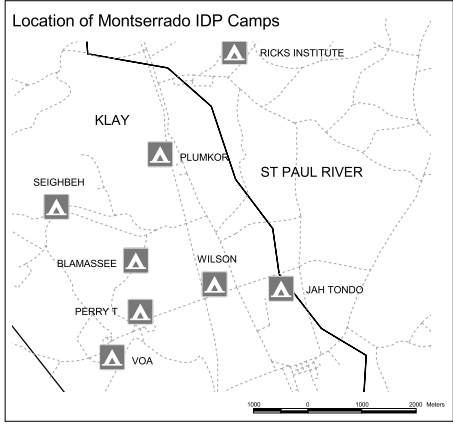 Location of Montserrado IDP Camps
RICKS INSTITUTE
KLAY
PLUMKOR
ST PAUL RIVER
SEIGHBEH
BLAMASSEE
WILSON
JAH TONDO
PERRY T
VOA
1000 0 1000 2000 Meters